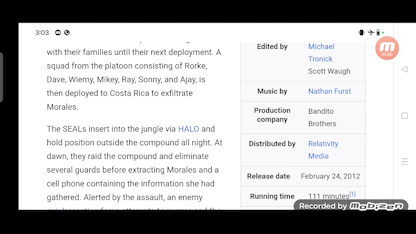 3:03
with their families until their next deployment. A
squad from the platoon consisting of Rorke,
Dave, Wiemy, Mikey, Ray, Sonny, and Ajay, is
then deployed to Costa Rica to exfiltrate
Morales.
The SEALs insert into the jungle via HALO and
hold position outside the compound all night. At
dawn, they raid the compound and eliminate
several guards before extracting Morales and a
cell phone containing the information she had
gathered. Alerted by the assault, an enemy
Edited by Michael
Tronick
Scott Waugh
Music by Nathan Furst
Production
company
Bandito
Brothers
Distributed by Relativity
Media
Release date February 24, 2012
Running time 111 minutes[1]
Recorded by Mobizen